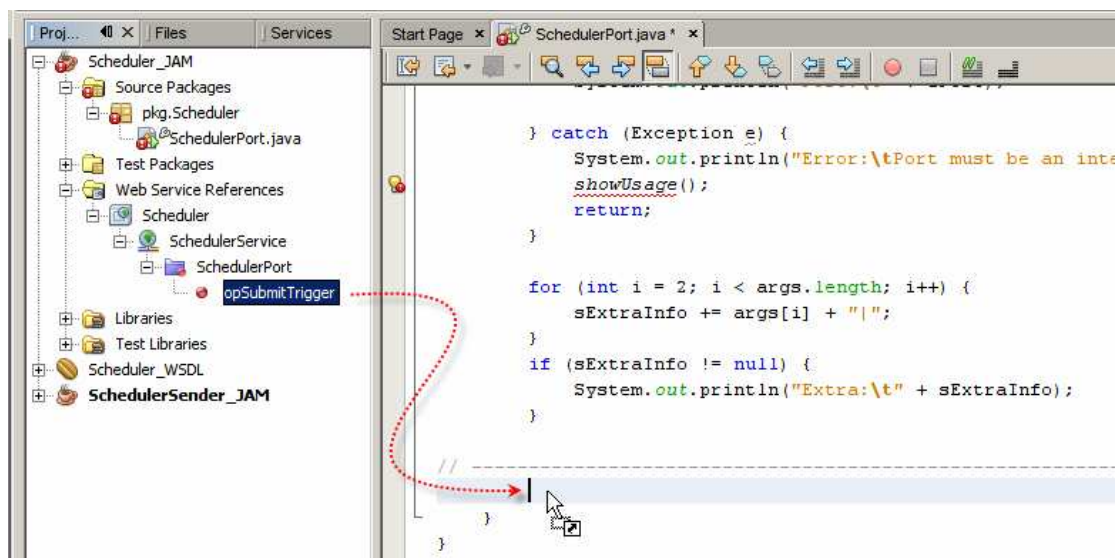 Proj... Files Services
Scheduler_JAM
Source Packages
pkg.Scheduler
SchedulerPort.java
Test Packages
Web Service References
Scheduler
SchedulerService
SchedulerPort
opSubmitTrigger
Libraries
Test Libraries
Scheduler_WSDL
SchedulerSender_JAM
Start Page SchedulerPort.java *
} catch (Exception e) {
System.out.println("Error:\tPort must be an inte
showUsage();
return;
}
for (int i = 2; i < args.length; i++) {
sExtraInfo += args[i] + "|";
}
if (sExtraInfo != null) {
System.out.println("Extra:\t" + sExtraInfo);
}
// ----------------------------------------------------------------
}
}